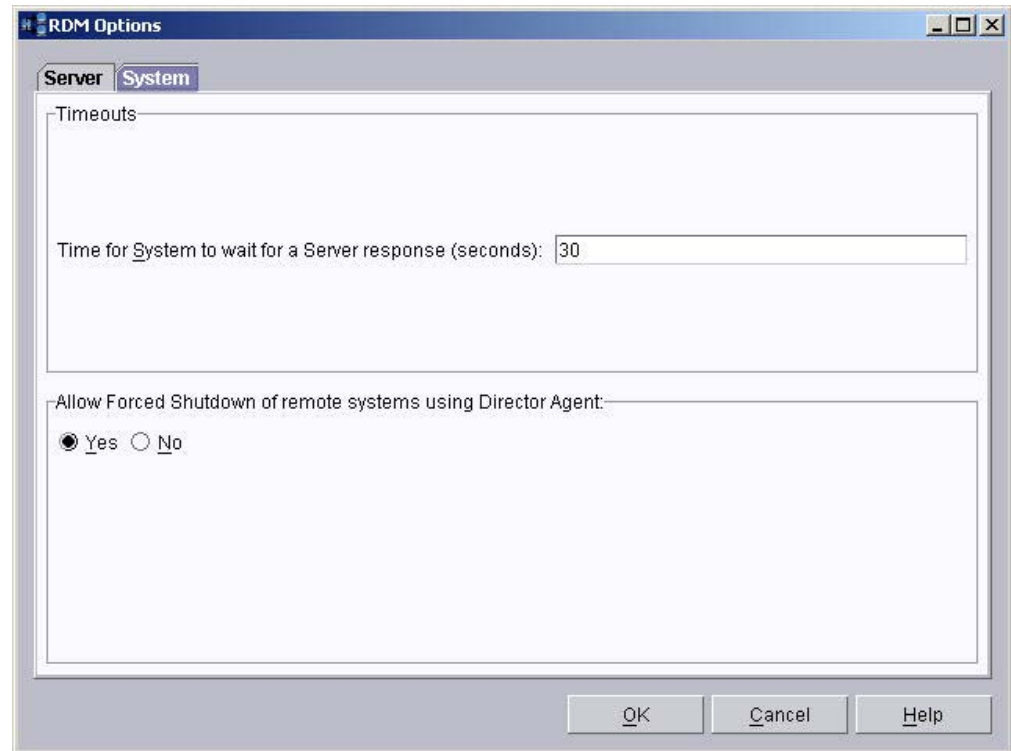 RDM Options
Server System
Timeouts
Time for System to wait for a Server response (seconds): 30
Allow Forced Shutdown of remote systems using Director Agent:
Yes No
OK Cancel Help